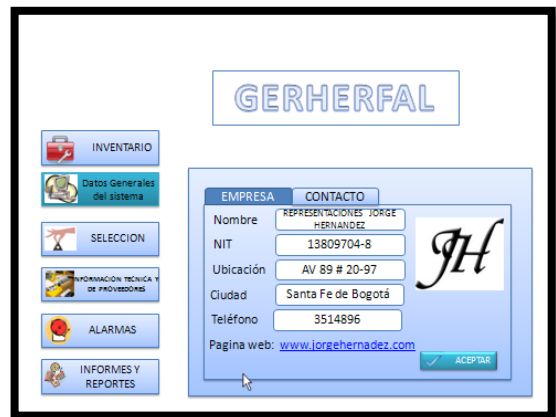 GERHERFAL
INVENTARIO
Datos Generales
del sistema
SELECCION
INFORMACIÓN TECNICA Y
DE PROVEEDORES
ALARMAS
INFORMES Y
REPORTES
EMPRESA CONTACTO
Nombre REPRESENTACIONES JORGE
HERNANDEZ
NIT 13809704-8
Ubicación AV 89 # 20-97
Ciudad Santa Fe de Bogotá
Teléfono 3514896
Pagina web: www.jorgehernadez.com
JH
ACEPTAR